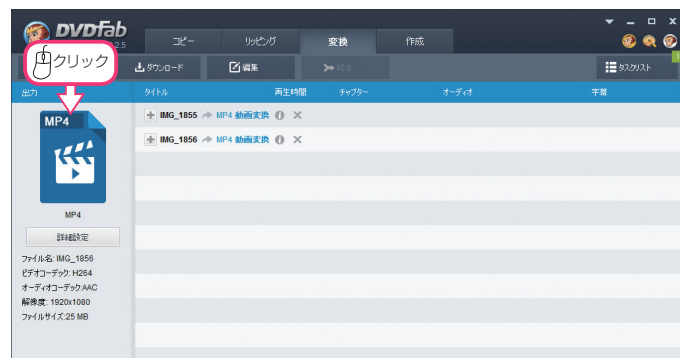 DVDFab
2.5
コピー
リッピング
変換
作成
クリック
ダウンロード
編集
結合
タスクリスト
出力
タイトル
再生時間
チャプター
オーディオ
字幕
MP4
IMG_1855 MP4 動画変換
IMG_1856 MP4 動画変換
MP4
詳細設定
ファイル名: IMG_1856
ビデオコーデック: H264
オーディオコーデック:AAC
解像度: 1920x1080
ファイルサイズ:25 MB